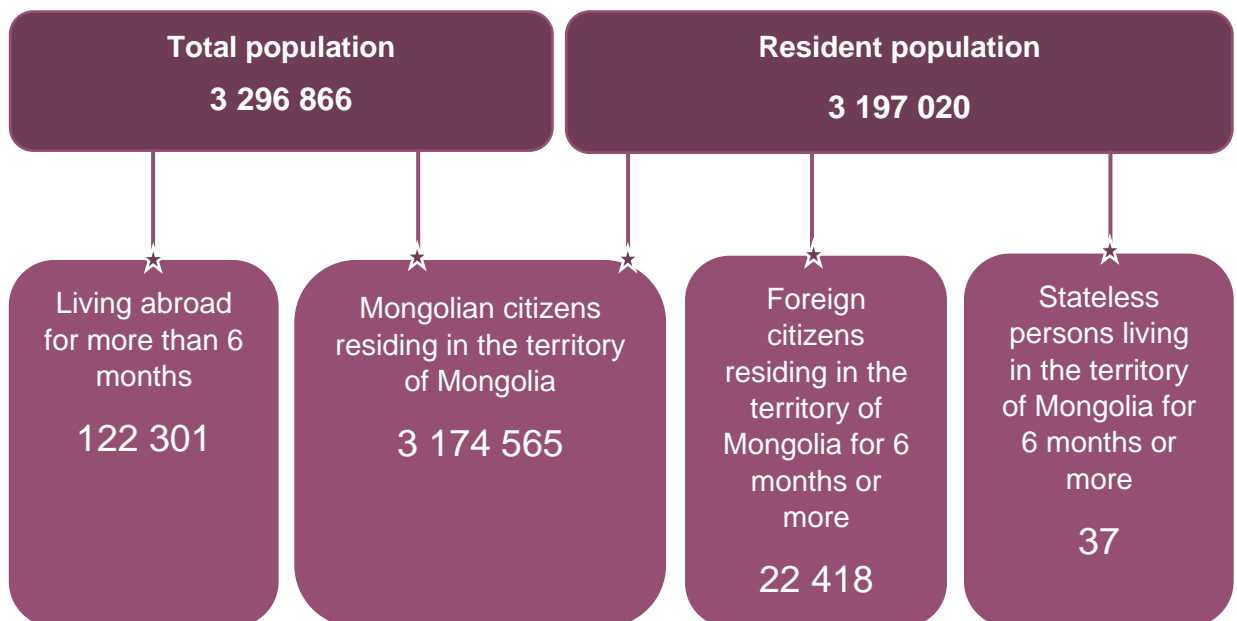 Total population
3 296 866
Resident population
3 197 020
Living abroad
for more than 6
months
122 301
Mongolian citizens
residing in the territory
of Mongolia
3 174 565
Foreign
citizens
residing in the
territory of
Mongolia for 6
months or
more
22 418
Stateless
persons living
in the territory
of Mongolia for
6 months or
more
37